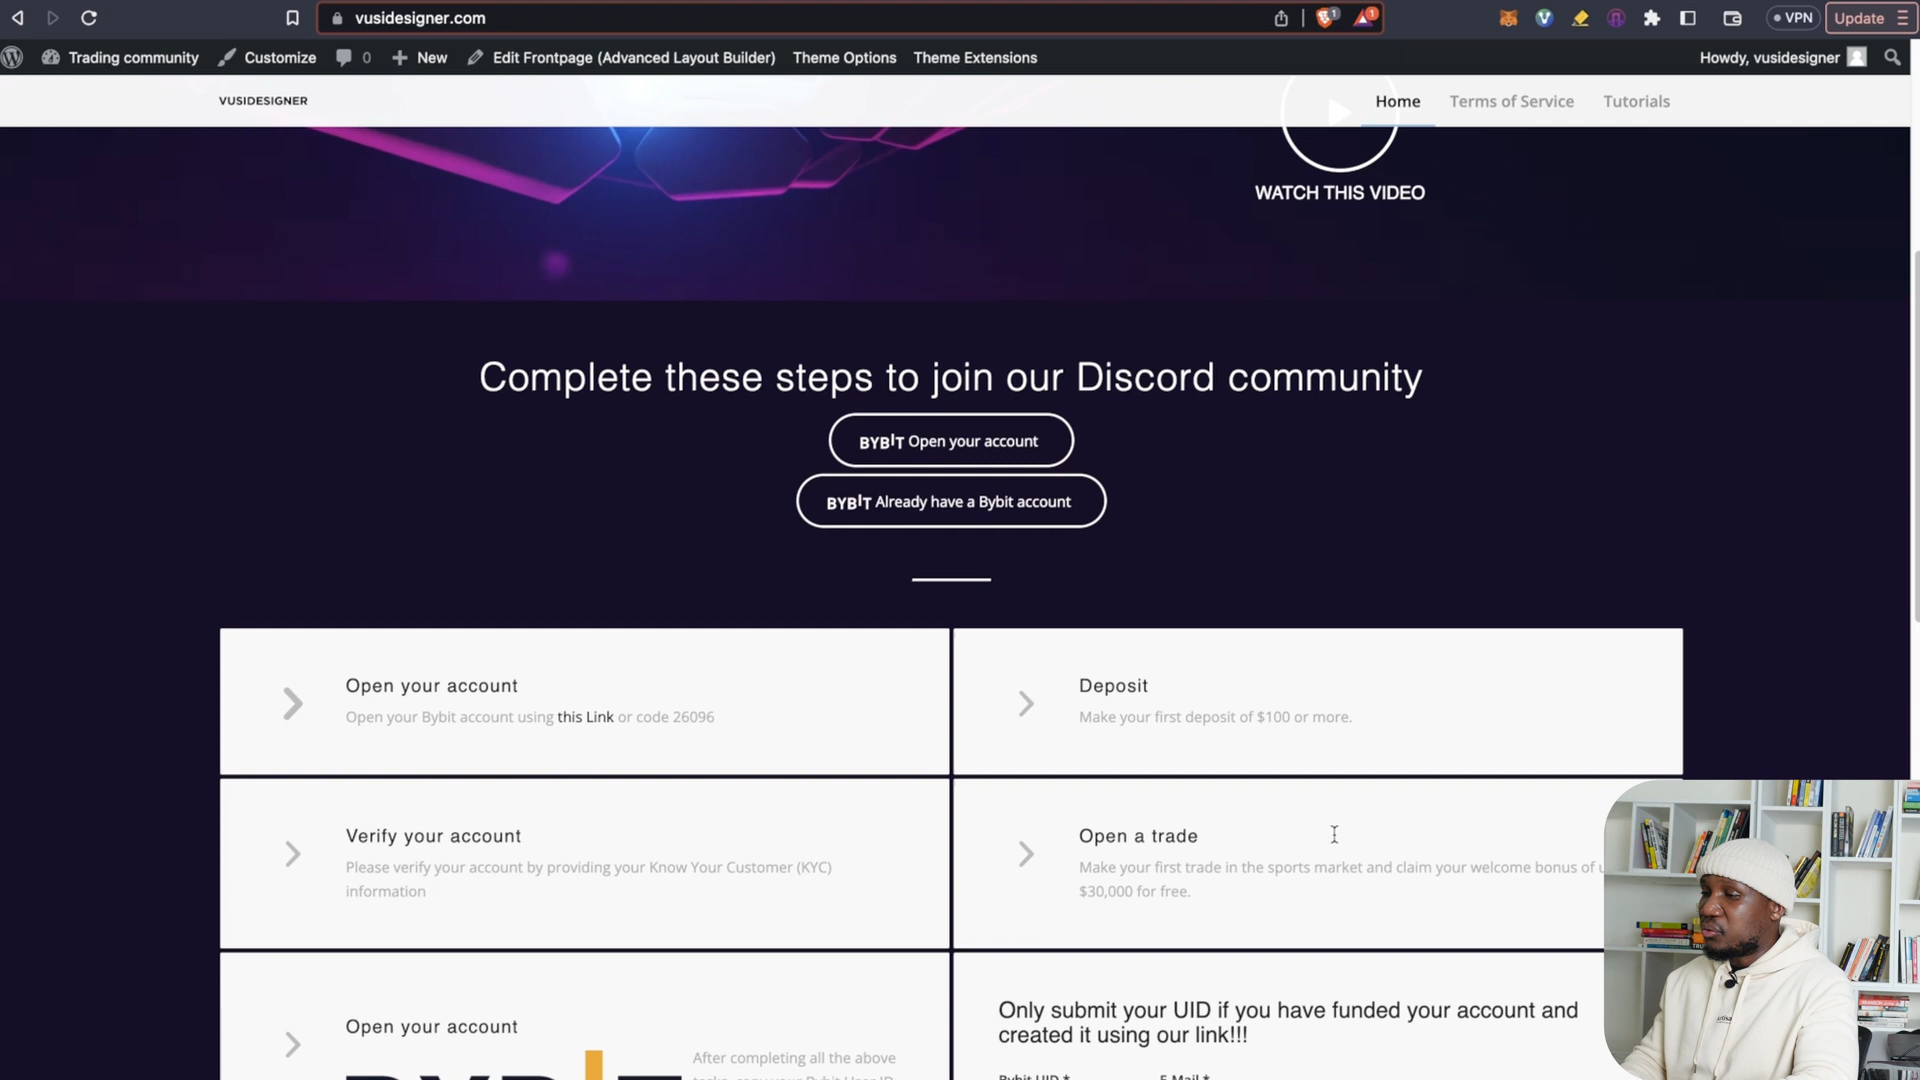 vusidesigner.com
1
1
VPN
Update
Trading community
Customize
0
New
Edit Frontpage (Advanced Layout Builder)
Theme Options
Theme Extensions
Howdy, vusidesigner
VUSIDESIGNER
Home
Terms of Service
Tutorials
WATCH THIS VIDEO
Complete these steps to join our Discord community
BYBIT Open your account
BYBIT Already have a Bybit account
Open your account
Open your Bybit account using this Link or code 26096
Deposit
Make your first deposit of $100 or more.
Verify your account
Please verify your account by providing your Know Your Customer (KYC)
information
Open a trade
Make your first trade in the sports market and claim your welcome bonus of
$30,000 for free.
Open your account
After completing all the above
Only submit your UID if you have funded your account and
created it using our link!!!
Bybit UID *
E-Mail *